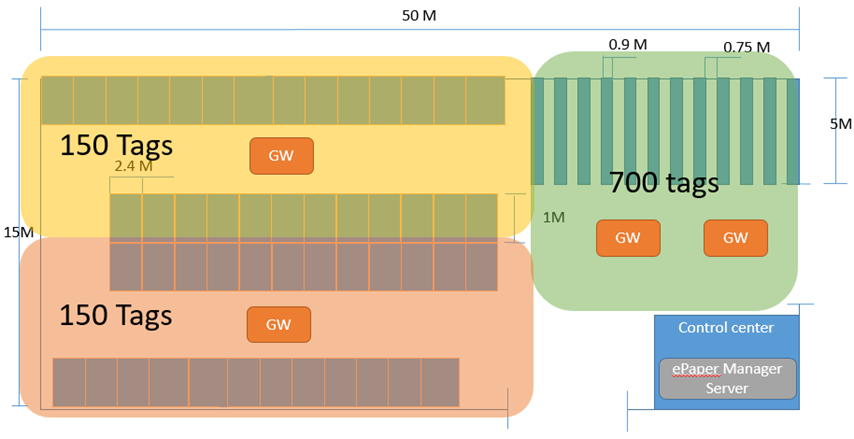 50 M
0.9 M
0.75 M
150 Tags
GW
2.4 M
5M
700 tags
1M
15M
GW
GW
150 Tags
GW
Control center
ePaper Manager
Server